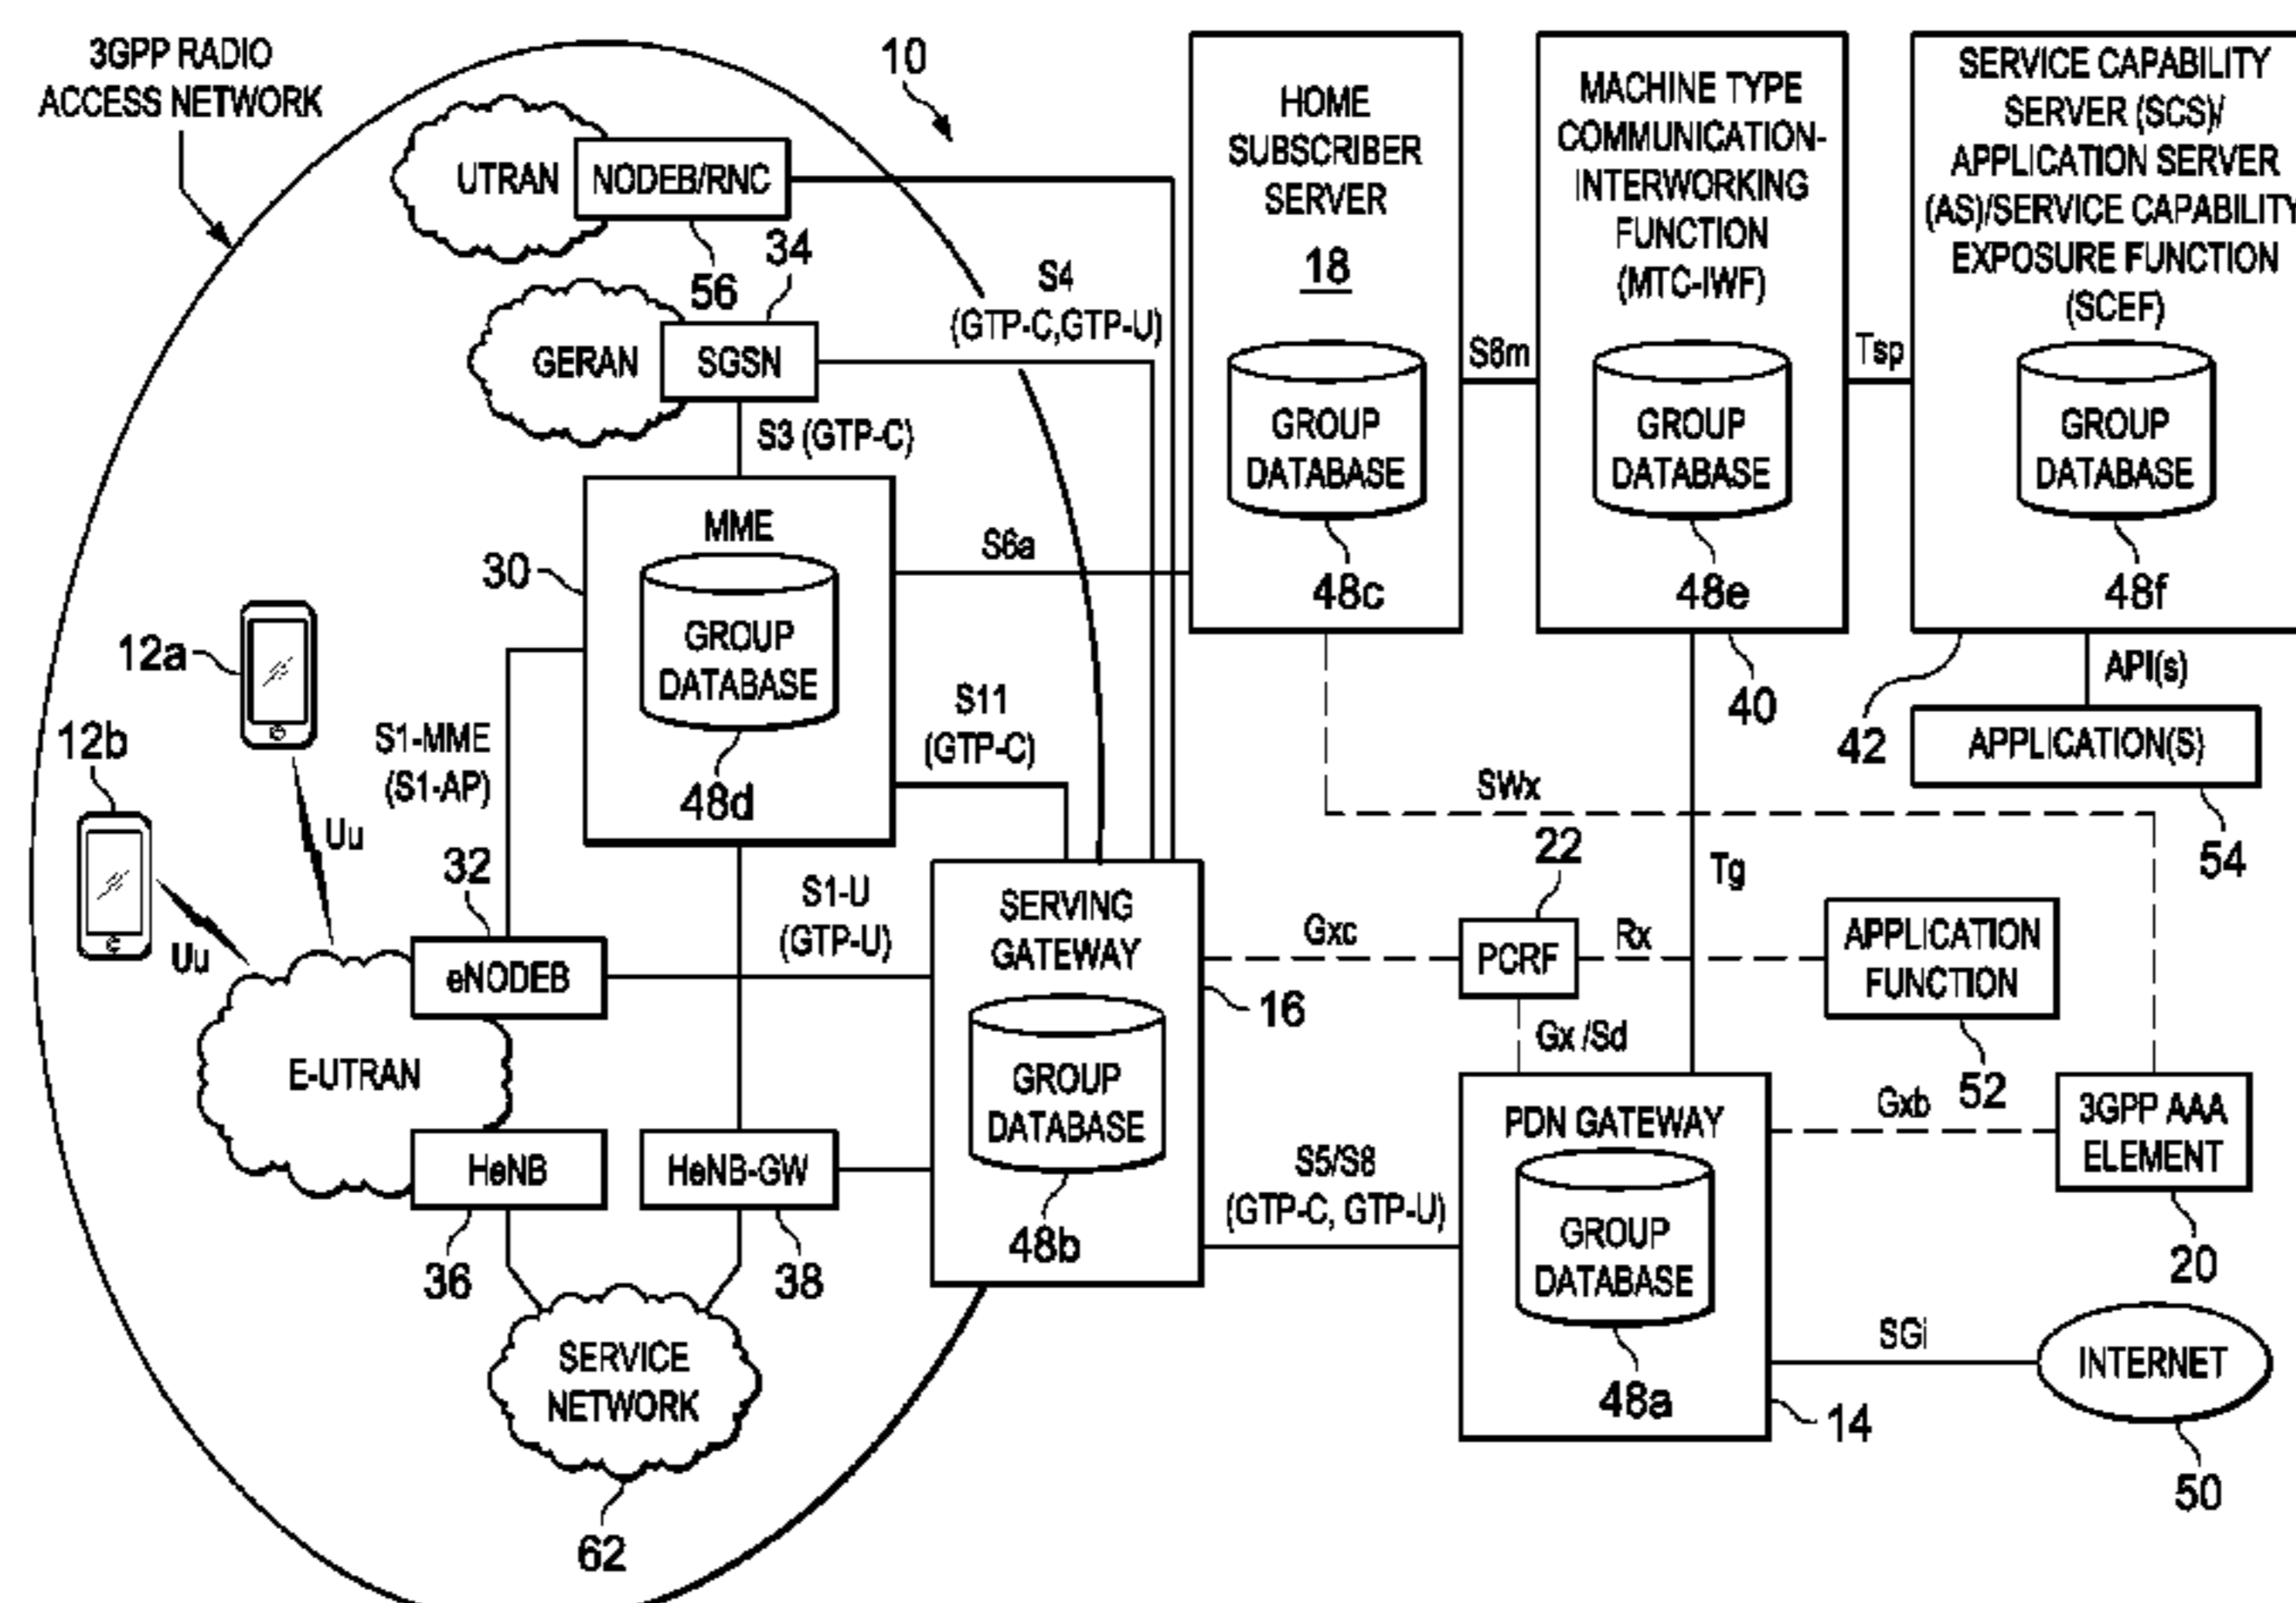 3GPP RADIO
ACCESS NETWORK
10
UTRAN
NODEB/RNC
56
34
GERAN
SGSN
S4
(GTP-C,GTP-U)
S3 (GTP-C)
HOME
SUBSCRIBER
SERVER
18
GROUP
DATABASE
48c
S6m
MACHINE TYPE
COMMUNICATION-
INTERWORKING
FUNCTION
(MTC-IWF)
GROUP
DATABASE
48e
40
Tsp
SERVICE CAPABILITY
SERVER (SCS)/
APPLICATION SERVER
(AS)/SERVICE CAPABILITY
EXPOSURE FUNCTION
(SCEF)
GROUP
DATABASE
48f
42
API(s)
APPLICATION(S)
54
MME
30
GROUP
DATABASE
48d
S6a
S11
(GTP-C)
12a
12b
Uu
Uu
S1-MME
(S1-AP)
32
eNODEB
S1-U
(GTP-U)
E-UTRAN
HeNB
36
HeNB-GW
38
SERVICE
NETWORK
62
SERVING
GATEWAY
16
GROUP
DATABASE
48b
SWx
Gxc
22
PCRF
Rx
Tg
APPLICATION
FUNCTION
52
Gx /Sd
S5/S8
(GTP-C, GTP-U)
PDN GATEWAY
GROUP
DATABASE
48a
14
Gxb
3GPP AAA
ELEMENT
20
SGi
INTERNET
50